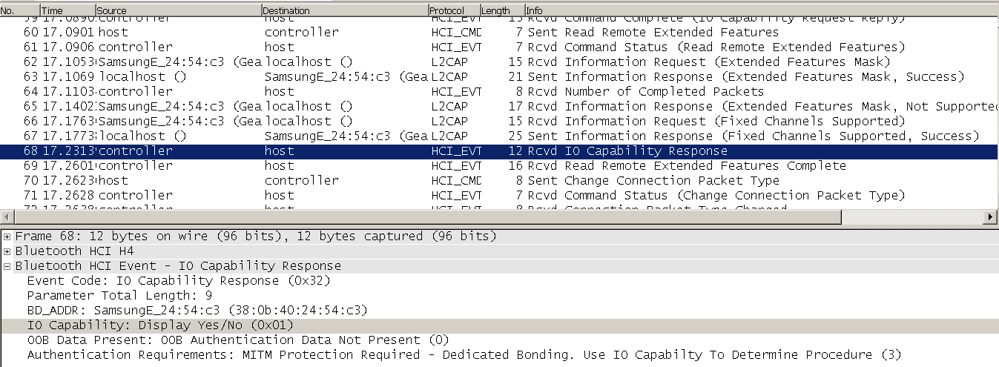 No. Time Source Destination Protocol Length Info
59 17.0890 controller host HCI_EVT 13 Rcvd Command Complete (IO Capability Request Reply)
60 17.0901 host controller HCI_CMD 7 Sent Read Remote Extended Features
61 17.0906 controller host HCI_EVT 7 Rcvd Command Status (Read Remote Extended Features)
62 17.1053 SamsungE_24:54:c3 (Gea localhost () L2CAP 15 Rcvd Information Request (Extended Features Mask)
63 17.1069 localhost () SamsungE_24:54:c3 (Gea L2CAP 21 Sent Information Response (Extended Features Mask, Success)
64 17.1103 controller host HCI_EVT 8 Rcvd Number of Completed Packets
65 17.1402 SamsungE_24:54:c3 (Gea localhost () L2CAP 17 Rcvd Information Response (Extended Features Mask, Not Supporte
66 17.1763 SamsungE_24:54:c3 (Gea localhost () L2CAP 15 Rcvd Information Request (Fixed Channels Supported)
67 17.1773 localhost () SamsungE_24:54:c3 (Gea L2CAP 25 Sent Information Response (Fixed Channels Supported, Success)
68 17.2313 controller host HCI_EVT 12 Rcvd IO Capability Response
69 17.2601 controller host HCI_EVT 16 Rcvd Read Remote Extended Features Complete
70 17.2623 host controller HCI_CMD 8 Sent Change Connection Packet Type
71 17.2628 controller host HCI_EVT 7 Rcvd Command Status (Change Connection Packet Type)
72 controller host HCI_EVT 8 Rcvd Connection Packet Type Changed
Frame 68: 12 bytes on wire (96 bits), 12 bytes captured (96 bits)
Bluetooth HCI H4
Bluetooth HCI Event - IO Capability Response
Event Code: IO Capability Response (0x32)
Parameter Total Length: 9
BD_ADDR: SamsungE_24:54:c3 (38:0b:40:24:54:c3)
IO Capability: Display Yes/No (0x01)
OOB Data Present: OOB Authentication Data Not Present (0)
Authentication Requirements: MITM Protection Required - Dedicated Bonding. Use IO Capabilty To Determine Procedure (3)